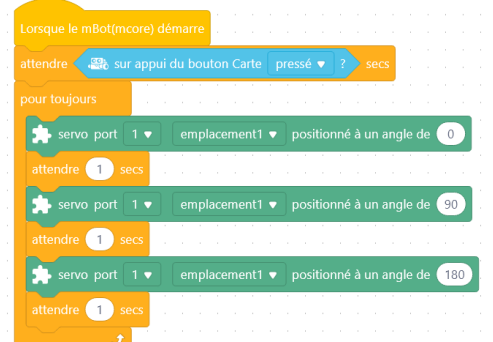 Lorsque le mBot(mcore) démarre
attendre sur appui du bouton Carte pressé ▼ ? secs
pour toujours
servo port 1 ▼ emplacement1 ▼ positionné à un angle de 0
attendre 1 secs
servo port 1 ▼ emplacement1 ▼ positionné à un angle de 90
attendre 1 secs
servo port 1 ▼ emplacement1 ▼ positionné à un angle de 180
attendre 1 secs